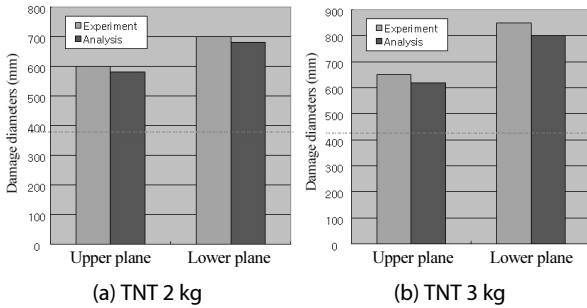 800
700
600
500
400
300
200
100
0
Damage diameters (mm)
Experiment
Analysis
Upper plane Lower plane
(a) TNT 2 kg
900
800
700
600
500
400
300
200
100
0
Damage diameters (mm)
Experiment
Analysis
Upper plane Lower plane
(b) TNT 3 kg